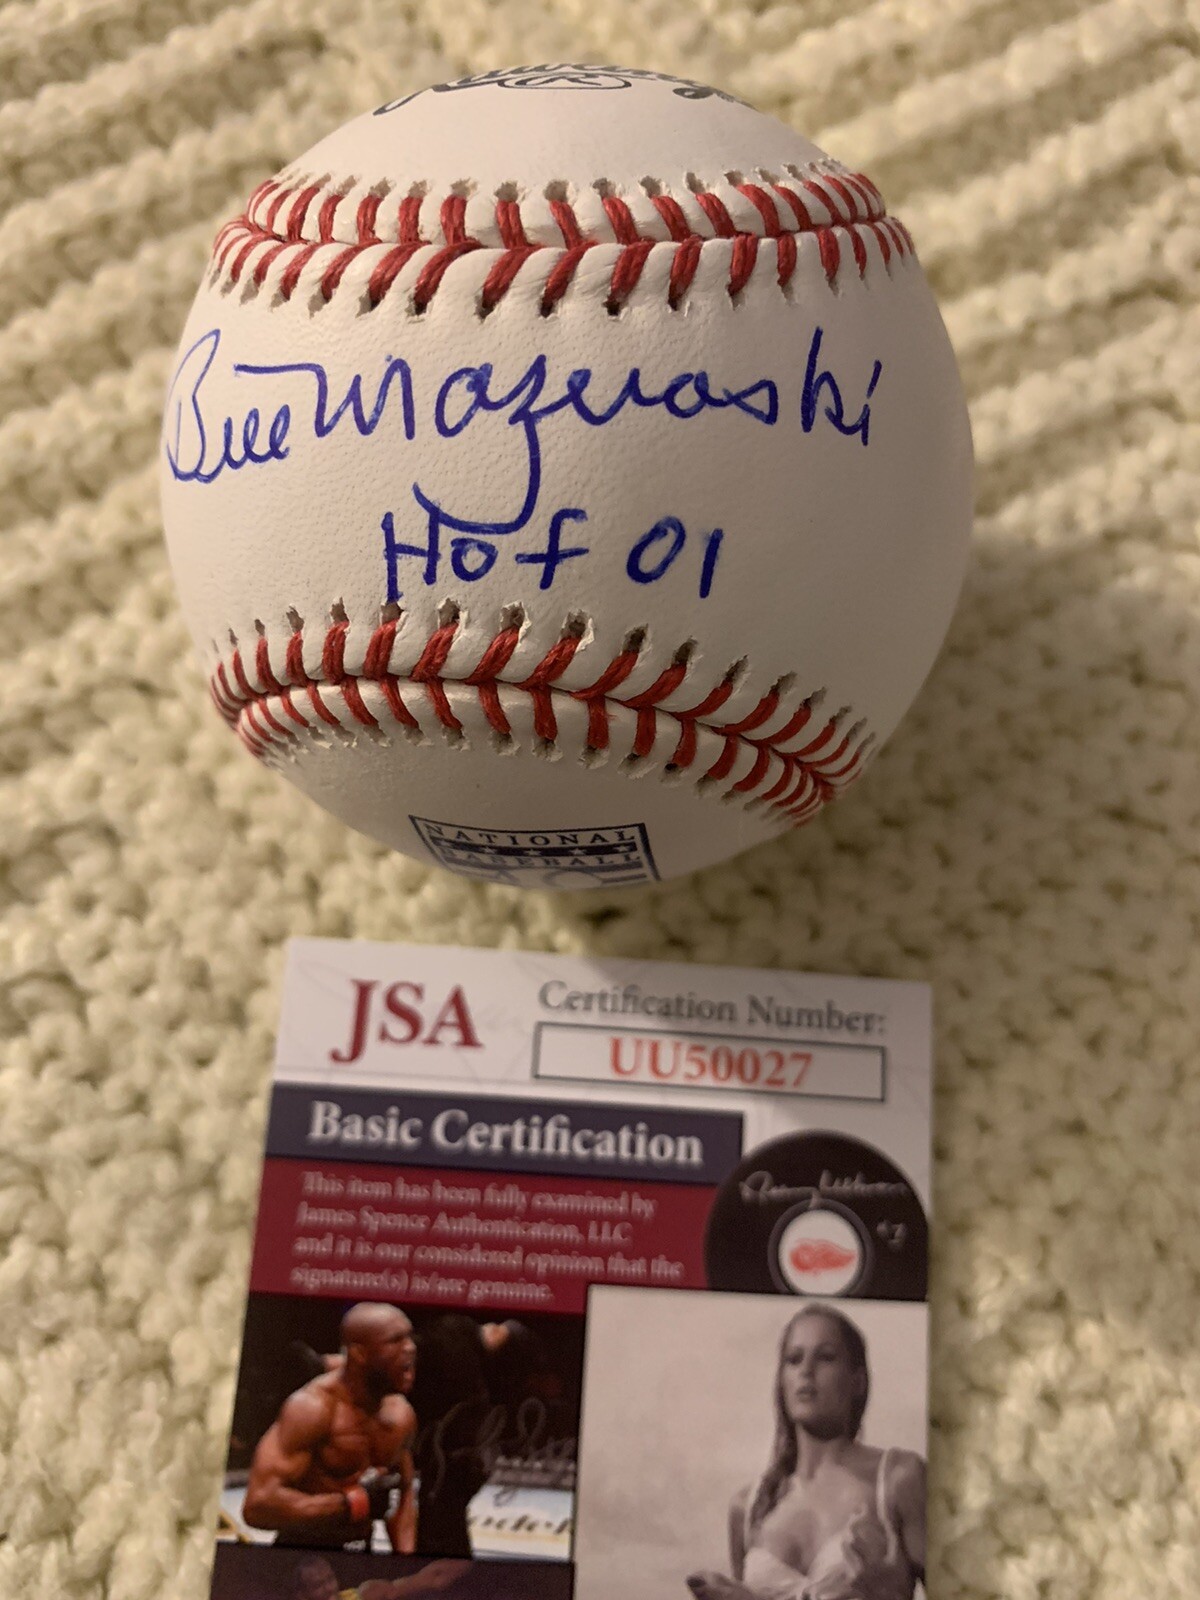 Rawlings
R
Bill Mazeroski
HOF 01
NATIONAL
BASEBALL
JSA
Certification Number:
UU50027
Basic Certification
This item has been fully examined by
James Spence Authentication, LLC
and it is our considered opinion that the
signature(s) is/are genuine.